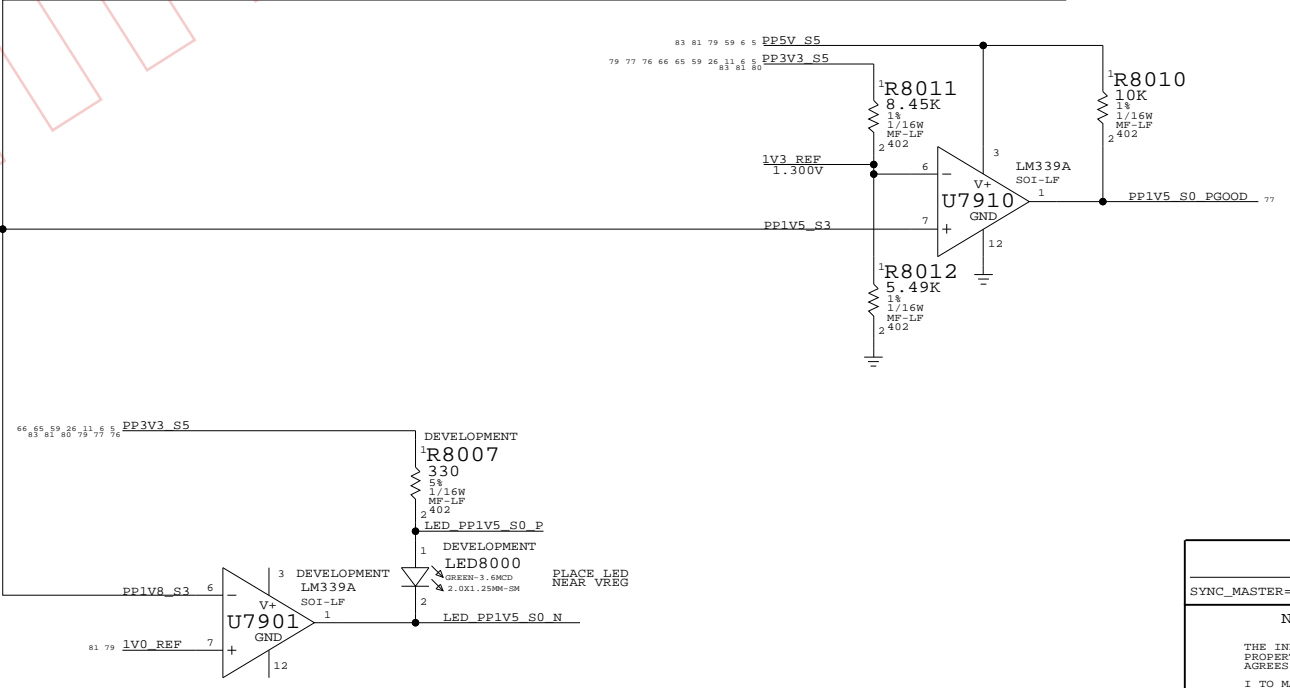 83 81 79 59 6 5 PP5V_S5
79 77 76 66 65 59 26 11 6 5 PP3V3_S5
83 81 80
1 R8011
8.45K
1%
1/16W
MF-LF
2 402
1 R8010
10K
1%
1/16W
MF-LF
2 402
1V3_REF
1.300V
6
3
LM339A
SOI-LF
V+
U7910
GND
1
PP1V5_S0_PGOOD 77
PP1V5_S3
7
12
1 R8012
5.49K
1%
1/16W
MF-LF
2 402
66 65 59 26 11 6 5 PP3V3_S5
83 81 80 79 77 76
DEVELOPMENT
1 R8007
330
5%
1/16W
MF-LF
2 402
LED_PP1V5_S0_P
1
DEVELOPMENT
LED8000
GREEN-3.6MCD
2.0X1.25MM-SM
2
PLACE LED
NEAR VREG
PP1V8_S3 6
3 DEVELOPMENT
LM339A
SOI-LF
V+
U7901
GND
1
LED_PP1V5_S0_N
81 79 1V0_REF 7
12
SYNC_MASTER=
N
THE IN
PROPER
AGREES
I TO MA